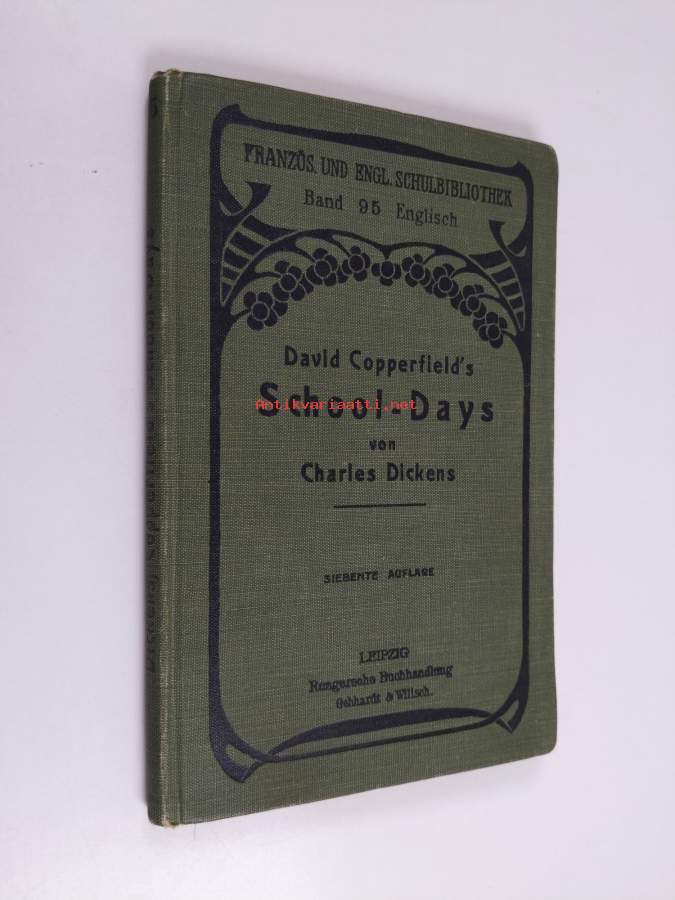 FRANZÖS. UND ENGL. SCHULBIBLIOTHEK
Band 95 Englisch
David Copperfield's
School-Days
Antikvariaatti.net
von
Charles Dickens
SIEBENTE AUFLAGE
LEIPZIG
Rengersche Buchhandlung
Gebhardt & Wilisch.